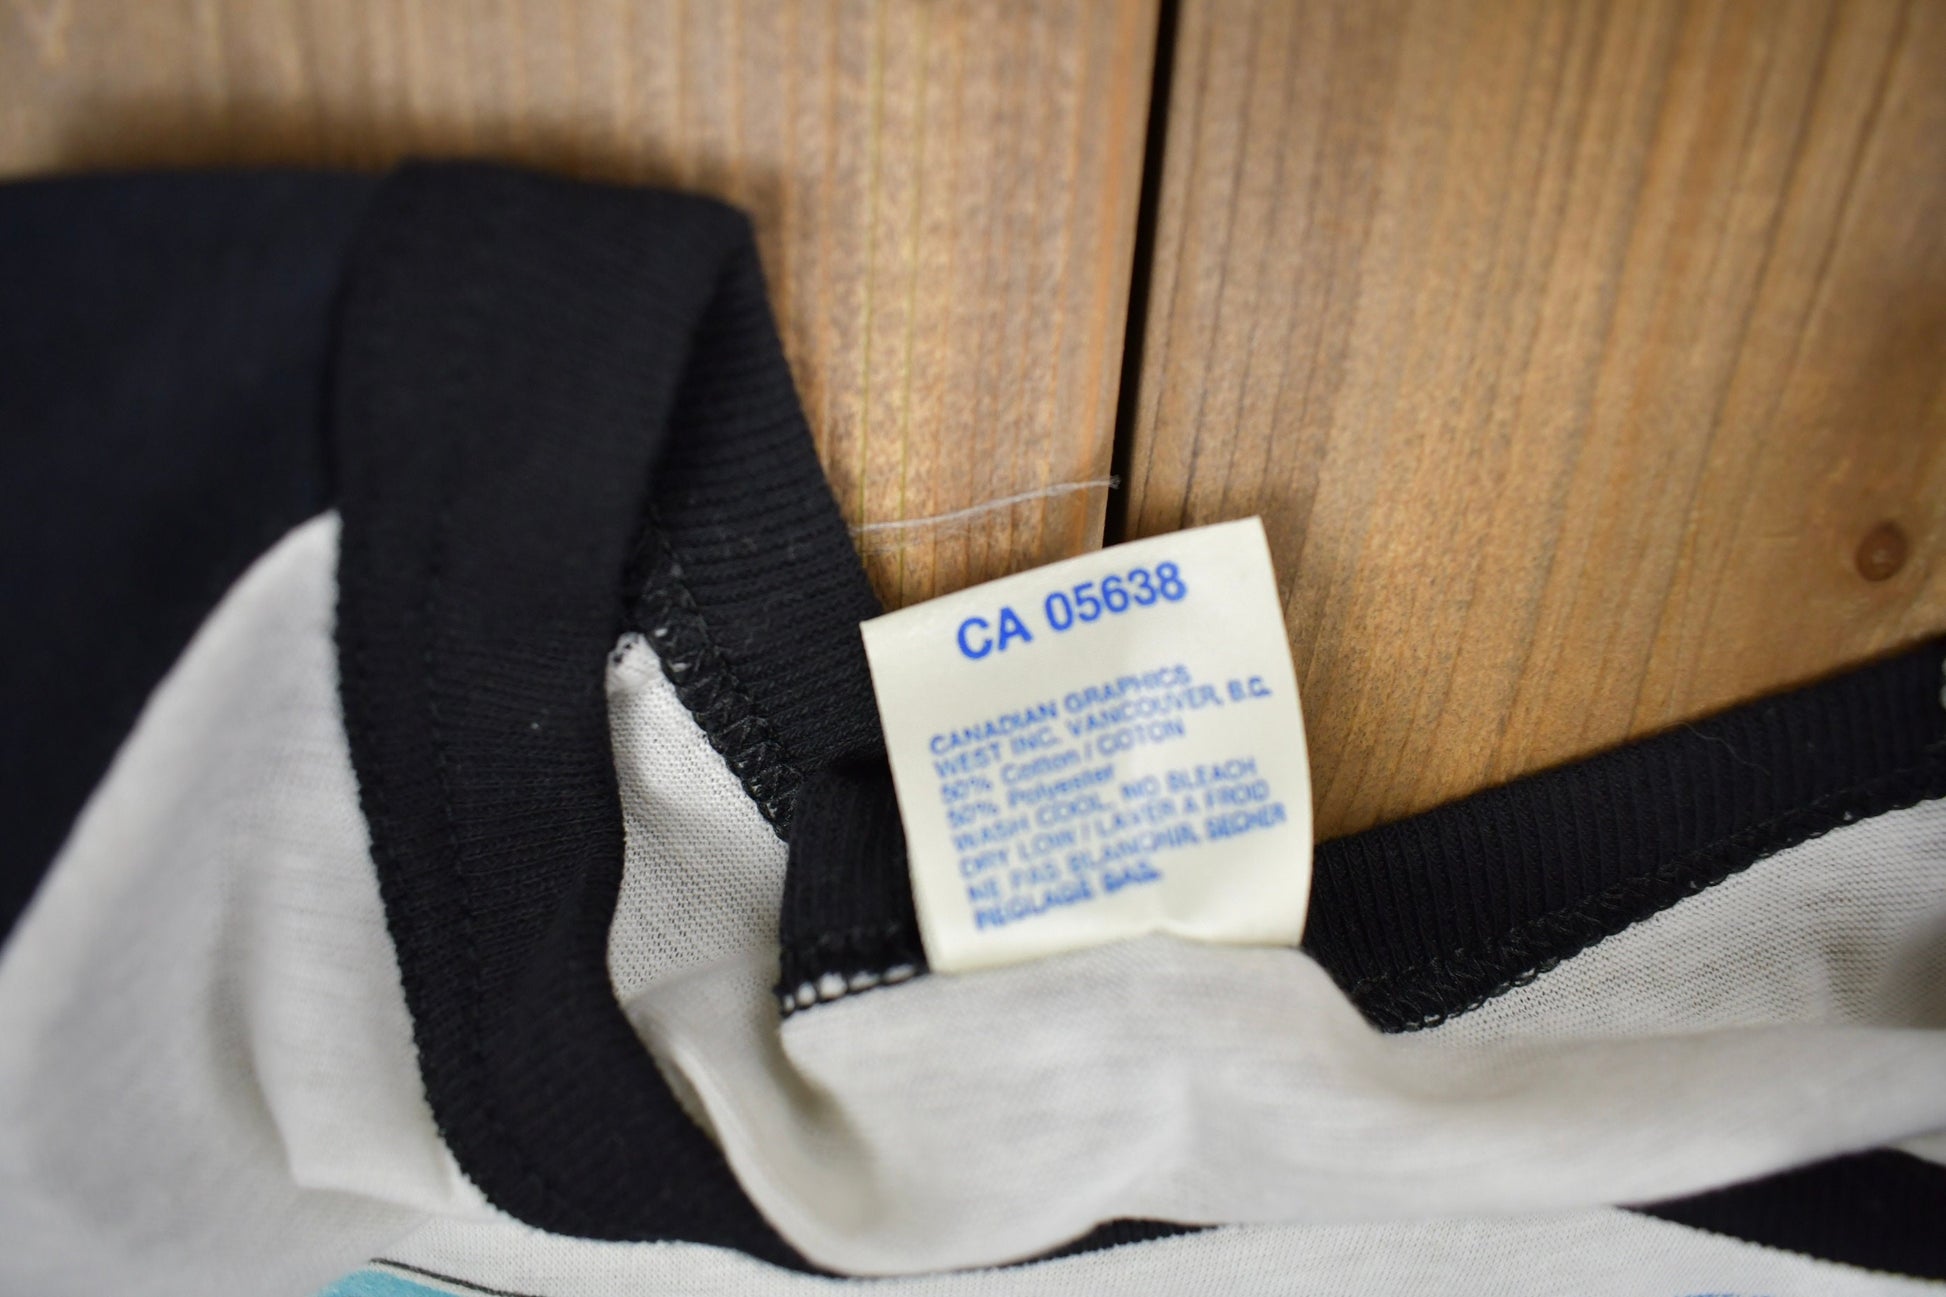 CA 05638
CANADIAN GRAPHICS
WEST INC. VANCOUVER, B.C.
50% Cotton / COTON
50% Polyester
WASH COOL, NO BLEACH
DRY LOW / LAVER A FROID
NE PAS BLANCHIR, SECHER
REGLAGE BAS.